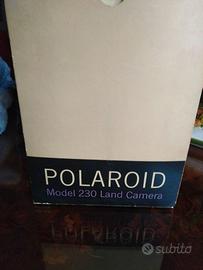 POLAROID
Model 230 Land Camera
subito